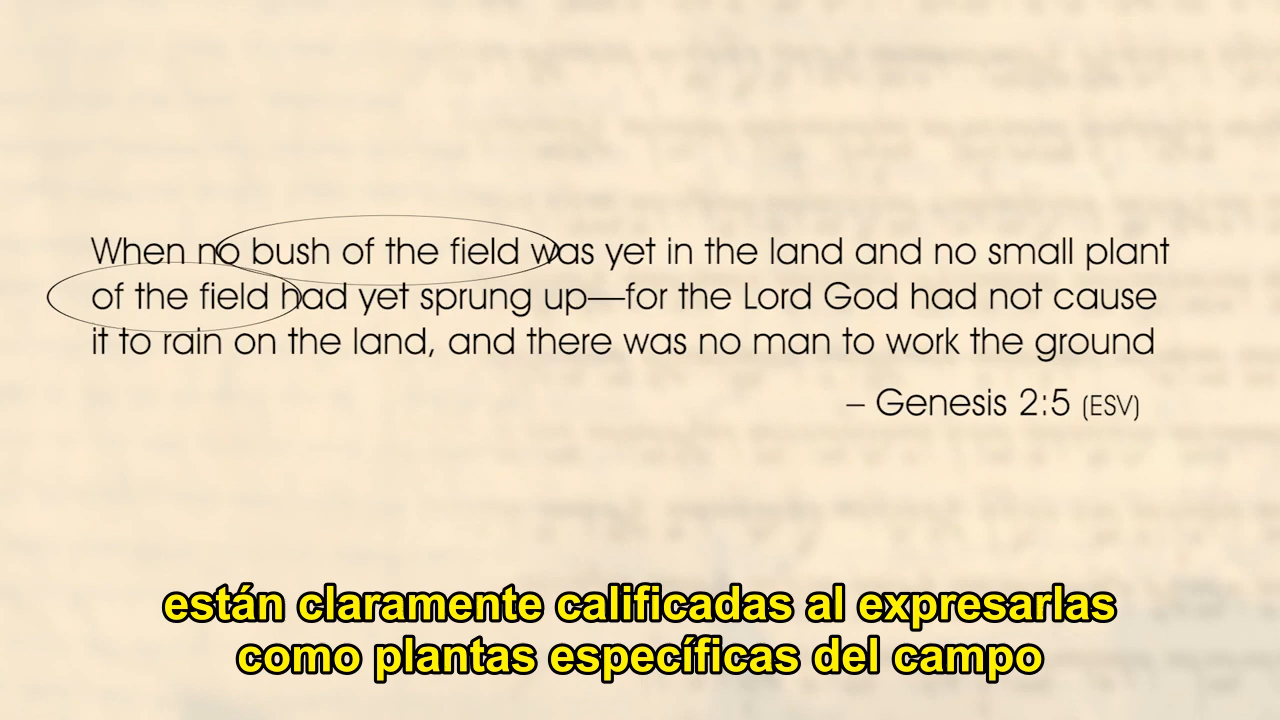 When no bush of the field was yet in the land and no small plant
of the field had yet sprung up—for the Lord God had not cause
it to rain on the land, and there was no man to work the ground
– Genesis 2:5 (ESV)
están claramente calificadas al expresarlas
como plantas específicas del campo